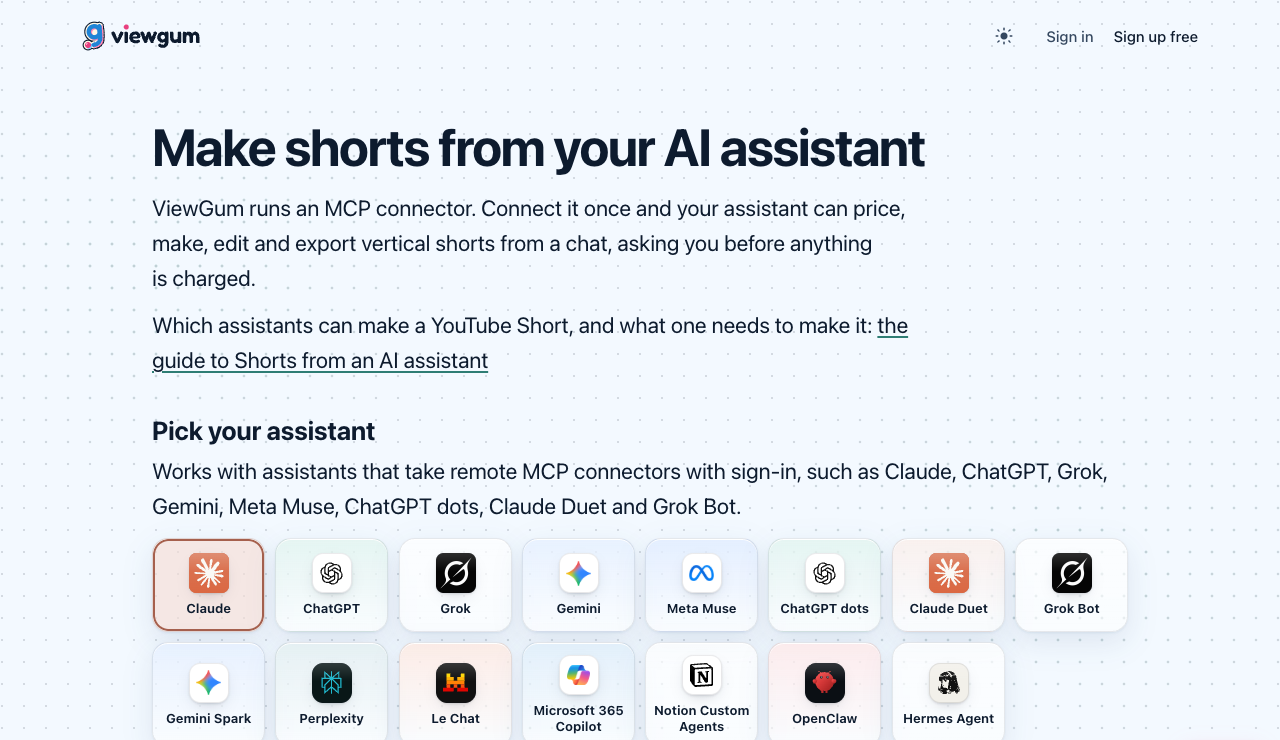 viewgum
Sign in
Sign up free
Make shorts from your AI assistant
ViewGum runs an MCP connector. Connect it once and your assistant can price,
make, edit and export vertical shorts from a chat, asking you before anything
is charged.
Which assistants can make a YouTube Short, and what one needs to make it: the
guide to Shorts from an AI assistant
Pick your assistant
Works with assistants that take remote MCP connectors with sign-in, such as Claude, ChatGPT, Grok,
Gemini, Meta Muse, ChatGPT dots, Claude Duet and Grok Bot.
Claude
ChatGPT
Grok
Gemini
Meta Muse
ChatGPT dots
Claude Duet
Grok Bot
Gemini Spark
Perplexity
Le Chat
Microsoft 365
Copilot
Notion Custom
Agents
OpenClaw
Hermes Agent